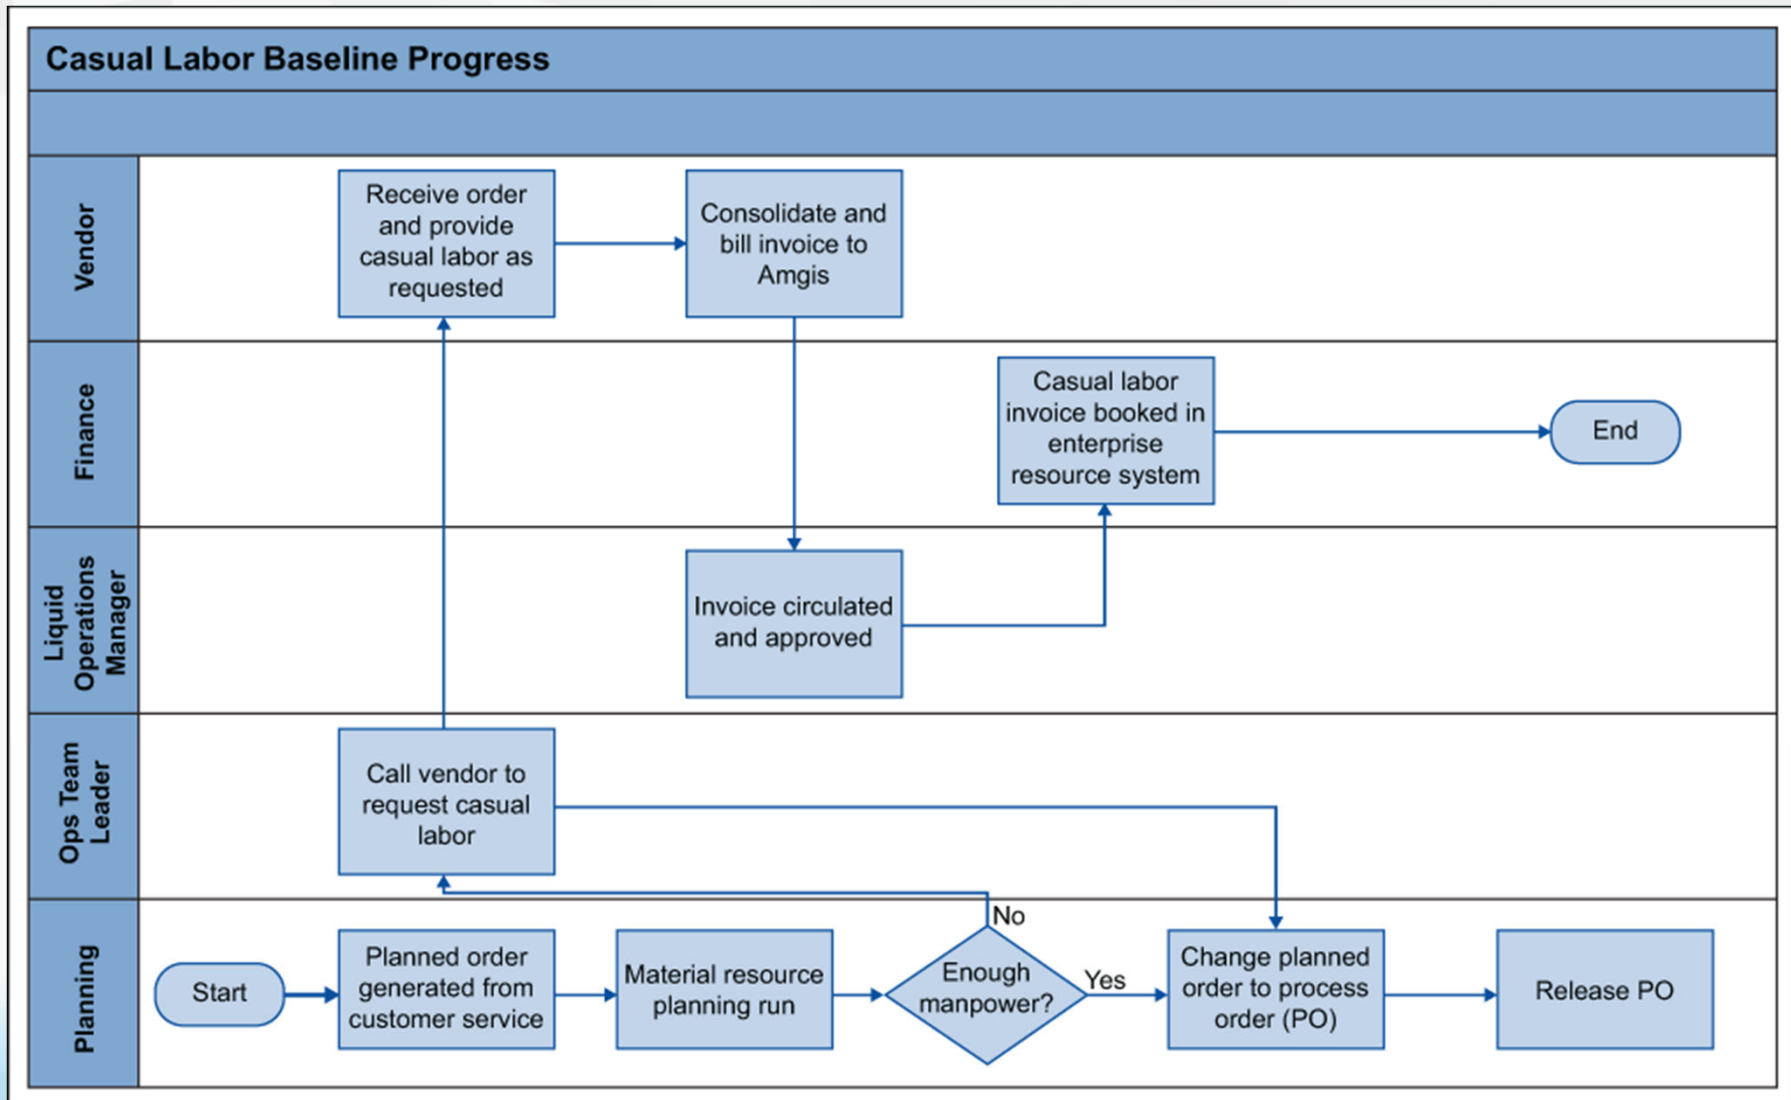 Casual Labor Baseline Progress
Vendor
Receive order
and provide
casual labor as
requested
Consolidate and
bill invoice to
Amgis
Finance
Casual labor
invoice booked in
enterprise
resource system
End
Liquid
Operations
Manager
Invoice circulated
and approved
Ops Team
Leader
Call vendor to
request casual
labor
Planning
Start
Planned order
generated from
customer service
Material resource
planning run
Enough
manpower?
No
Yes
Change planned
order to process
order (PO)
Release PO